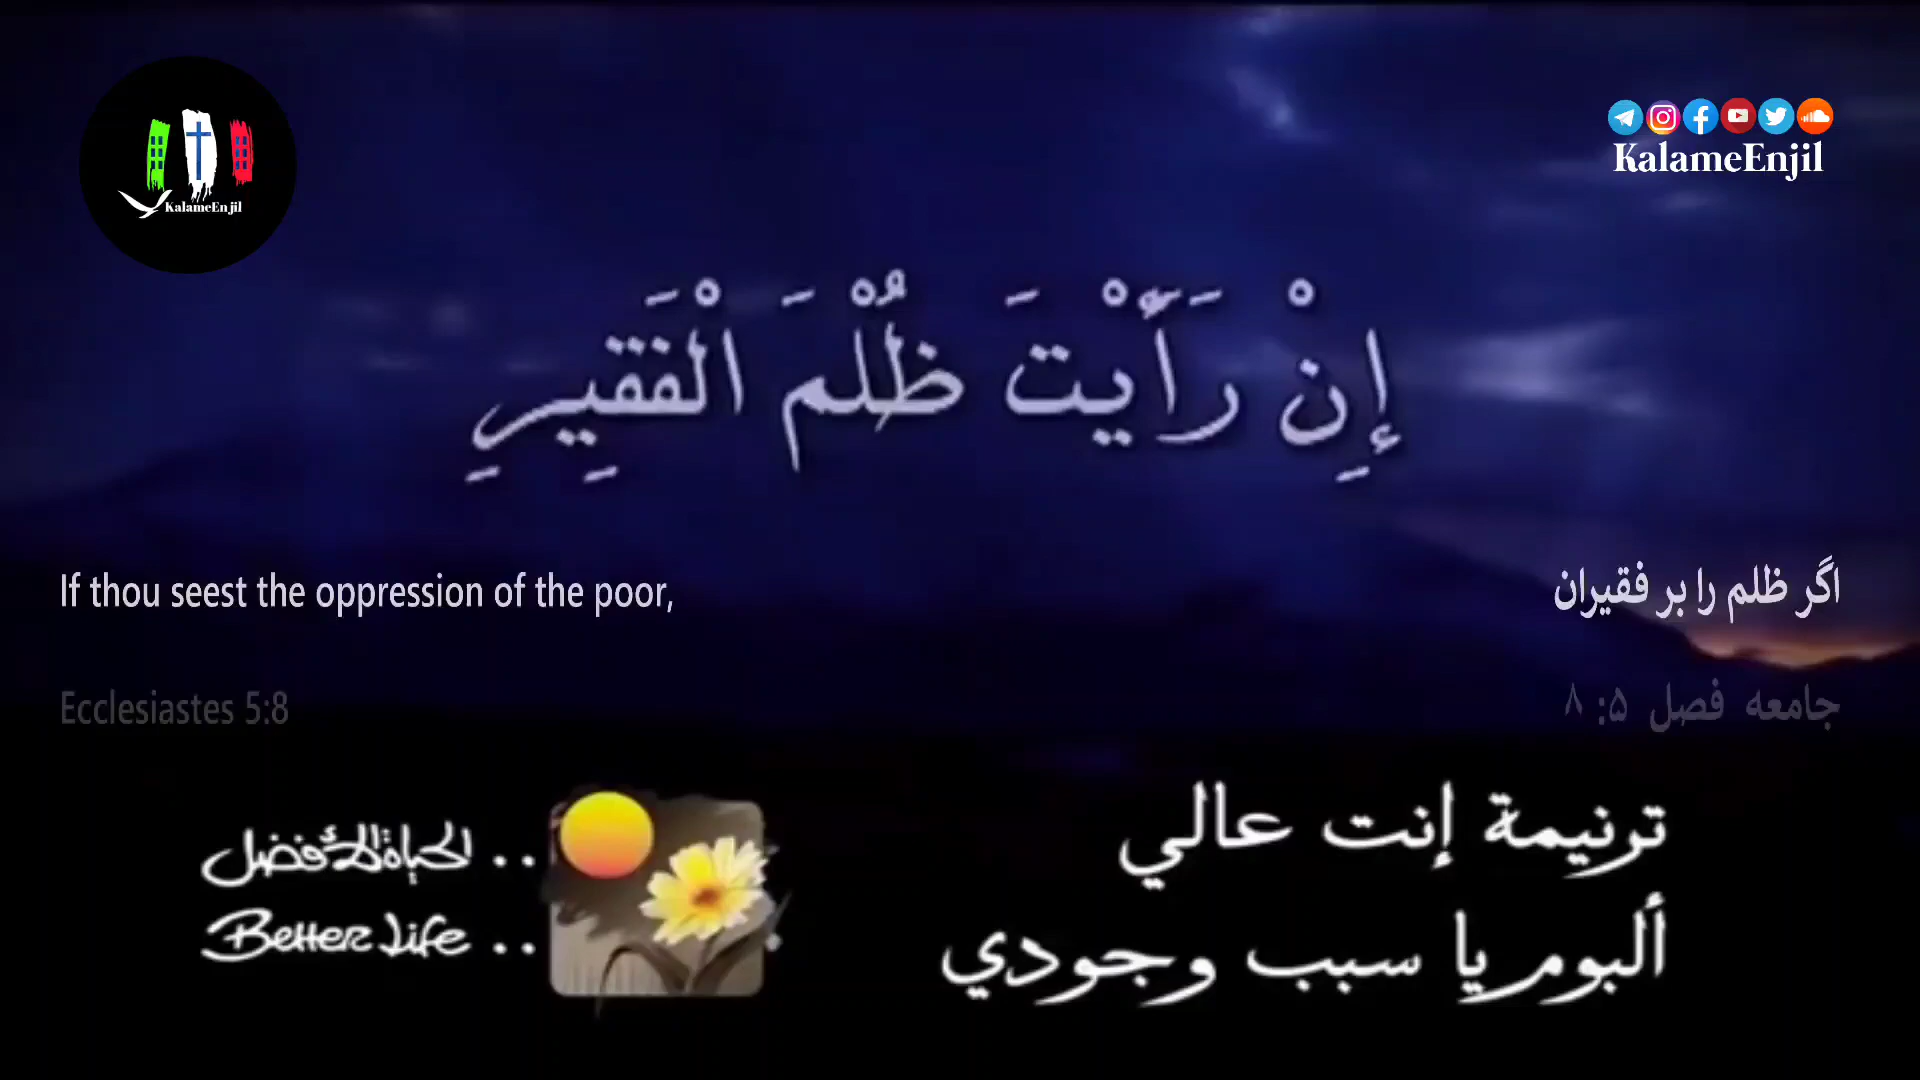 KalameEnjil
KalameEnjil
إِنْ رَأَيْتَ ظُلْمَ الْفَقِيرِ
If thou seest the oppression of the poor,
اگر ظلم را بر فقیران
Ecclesiastes 5:8
جامعه فصل ۵: ۸
ترنيمة إنت عالي
ألبوم يا سبب وجودي
الحياة الأفضل ..
Better Life ..